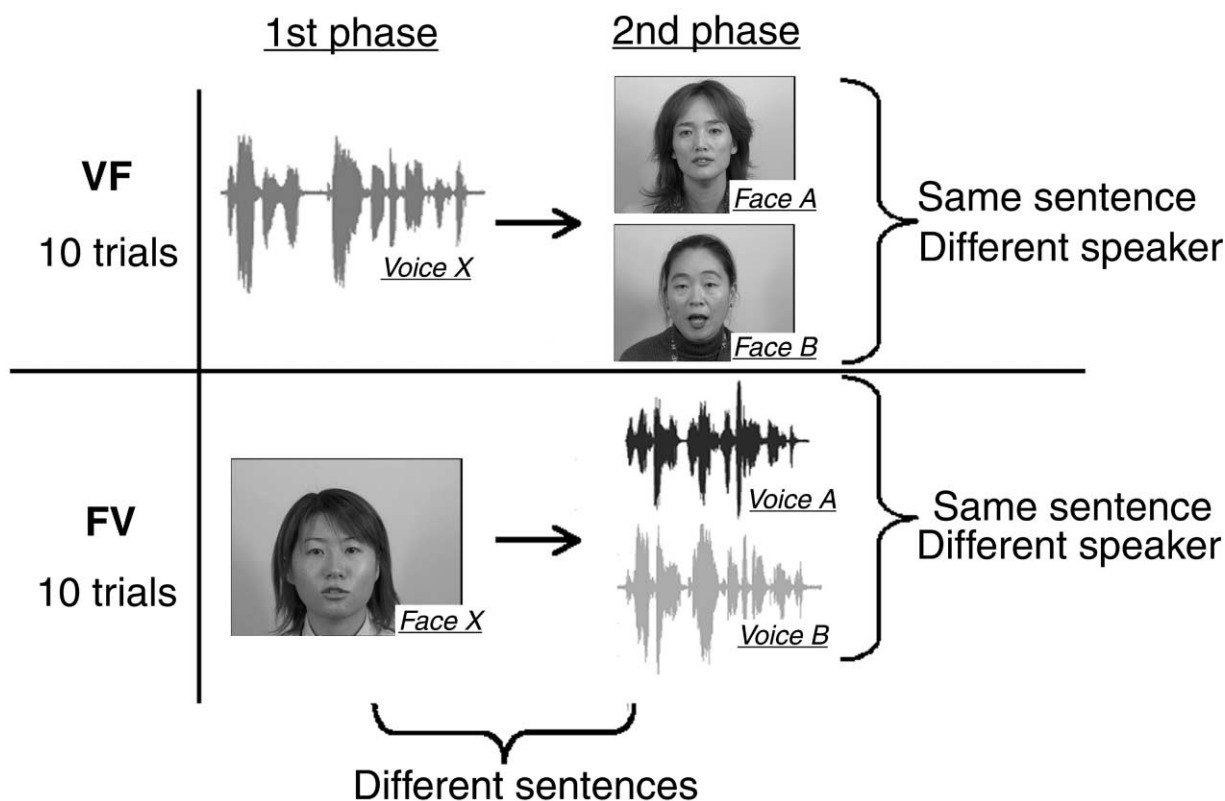 1st phase
2nd phase
VF
10 trials
Voice X
Face A
Face B
Same sentence
Different speaker
FV
10 trials
Face X
Voice A
Voice B
Same sentence
Different speaker
Different sentences